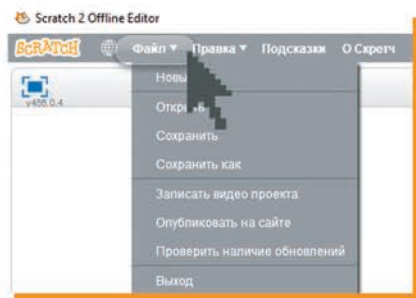 Scratch 2 Offline Editor
SCRATCH Файл Правка Подсказки О Скретч
v456.0.4
Сохранить
Сохранить как
Записать видео проекта
Опубликовать на сайте
Проверить наличие обновлений
Выход